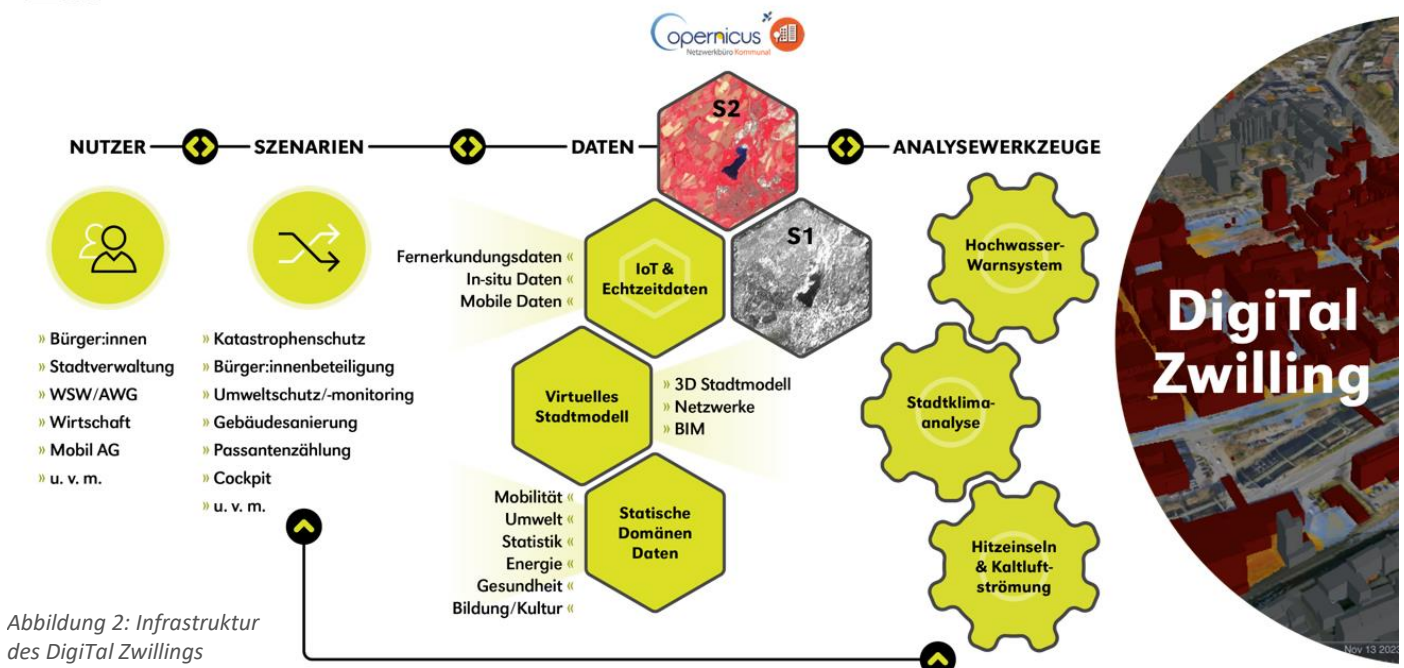 Copernicus
Netzwerkbüro Kommunal
NUTZER
SZENARIEN
DATEN
ANALYSEWERKZEUGE
» Bürger:innen
» Stadtverwaltung
» WSW/AWG
» Wirtschaft
» Mobil AG
» u. v. m.
» Katastrophenschutz
» Bürger:innenbeteiligung
» Umweltschutz/-monitoring
» Gebäudesanierung
» Passantenzählung
» Cockpit
» u. v. m.
S2
S1
Fernerkundungsdaten «
In-situ Daten «
Mobile Daten «
IoT &
Echtzeitdaten
Virtuelles
Stadtmodell
» 3D Stadtmodell
» Netzwerke
» BIM
Mobilität «
Umwelt «
Statistik «
Energie «
Gesundheit «
Bildung/Kultur «
Statische
Domänen
Daten
Hochwasser-
Warnsystem
Stadtklima-
analyse
Hitzeinseln
& Kaltluft-
strömung
DigiTal
Zwilling
Nov 13 2023
Abbildung 2: Infrastruktur
des DigiTal Zwillings